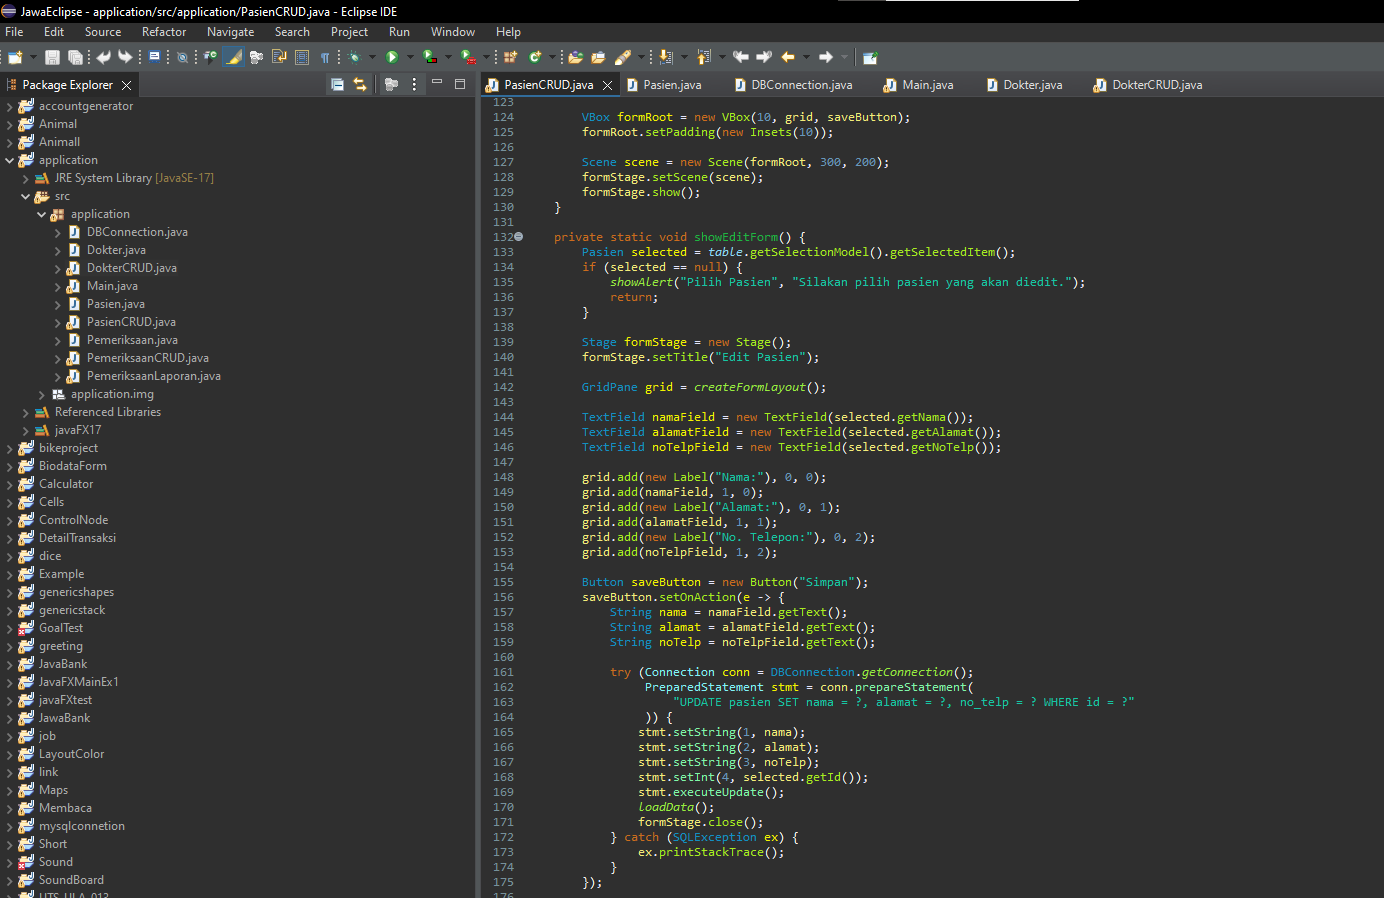 JawaEclipse - application/src/application/PasienCRUD.java - Eclipse IDE
File Edit Source Refactor Navigate Search Project Run Window Help
Package Explorer
accountgenerator
Animal
Animall
application
JRE System Library [JavaSE-17]
src
application
DBConnection.java
Dokter.java
DokterCRUD.java
Main.java
Pasien.java
PasienCRUD.java
Pemeriksaan.java
PemeriksaanCRUD.java
PemeriksaanLaporan.java
application.img
Referenced Libraries
javaFX17
bikeproject
BiodataForm
Calculator
Cells
ControlNode
DetailTransaksi
dice
Example
genericshapes
genericstack
GoalTest
greeting
JavaBank
JavaFXMainEx1
javaFXtest
JawaBank
job
LayoutColor
link
Maps
Membaca
mysqlconnetion
Short
Sound
SoundBoard
UTS_ULA_013
PasienCRUD.java Pasien.java DBConnection.java Main.java Dokter.java DokterCRUD.java
123
124 VBox formRoot = new VBox(10, grid, saveButton);
125 formRoot.setPadding(new Insets(10));
126
127 Scene scene = new Scene(formRoot, 300, 200);
128 formStage.setScene(scene);
129 formStage.show();
130 }
131
132 private static void showEditForm() {
133 Pasien selected = table.getSelectionModel().getSelectedItem();
134 if (selected == null) {
135 showAlert("Pilih Pasien", "Silakan pilih pasien yang akan diedit.");
136 return;
137 }
138
139 Stage formStage = new Stage();
140 formStage.setTitle("Edit Pasien");
141
142 GridPane grid = createFormLayout();
143
144 TextField namaField = new TextField(selected.getNama());
145 TextField alamatField = new TextField(selected.getAlamat());
146 TextField noTelpField = new TextField(selected.getNoTelp());
147
148 grid.add(new Label("Nama:"), 0, 0);
149 grid.add(namaField, 1, 0);
150 grid.add(new Label("Alamat:"), 0, 1);
151 grid.add(alamatField, 1, 1);
152 grid.add(new Label("No. Telepon:"), 0, 2);
153 grid.add(noTelpField, 1, 2);
154
155 Button saveButton = new Button("Simpan");
156 saveButton.setOnAction(e -> {
157 String nama = namaField.getText();
158 String alamat = alamatField.getText();
159 String noTelp = noTelpField.getText();
160
161 try (Connection conn = DBConnection.getConnection();
162 PreparedStatement stmt = conn.prepareStatement(
163 "UPDATE pasien SET nama = ?, alamat = ?, no_telp = ? WHERE id = ?"
164 )) {
165 stmt.setString(1, nama);
166 stmt.setString(2, alamat);
167 stmt.setString(3, noTelp);
168 stmt.setInt(4, selected.getId());
169 stmt.executeUpdate();
170 loadData();
171 formStage.close();
172 } catch (SQLException ex) {
173 ex.printStackTrace();
174 }
175 });
176